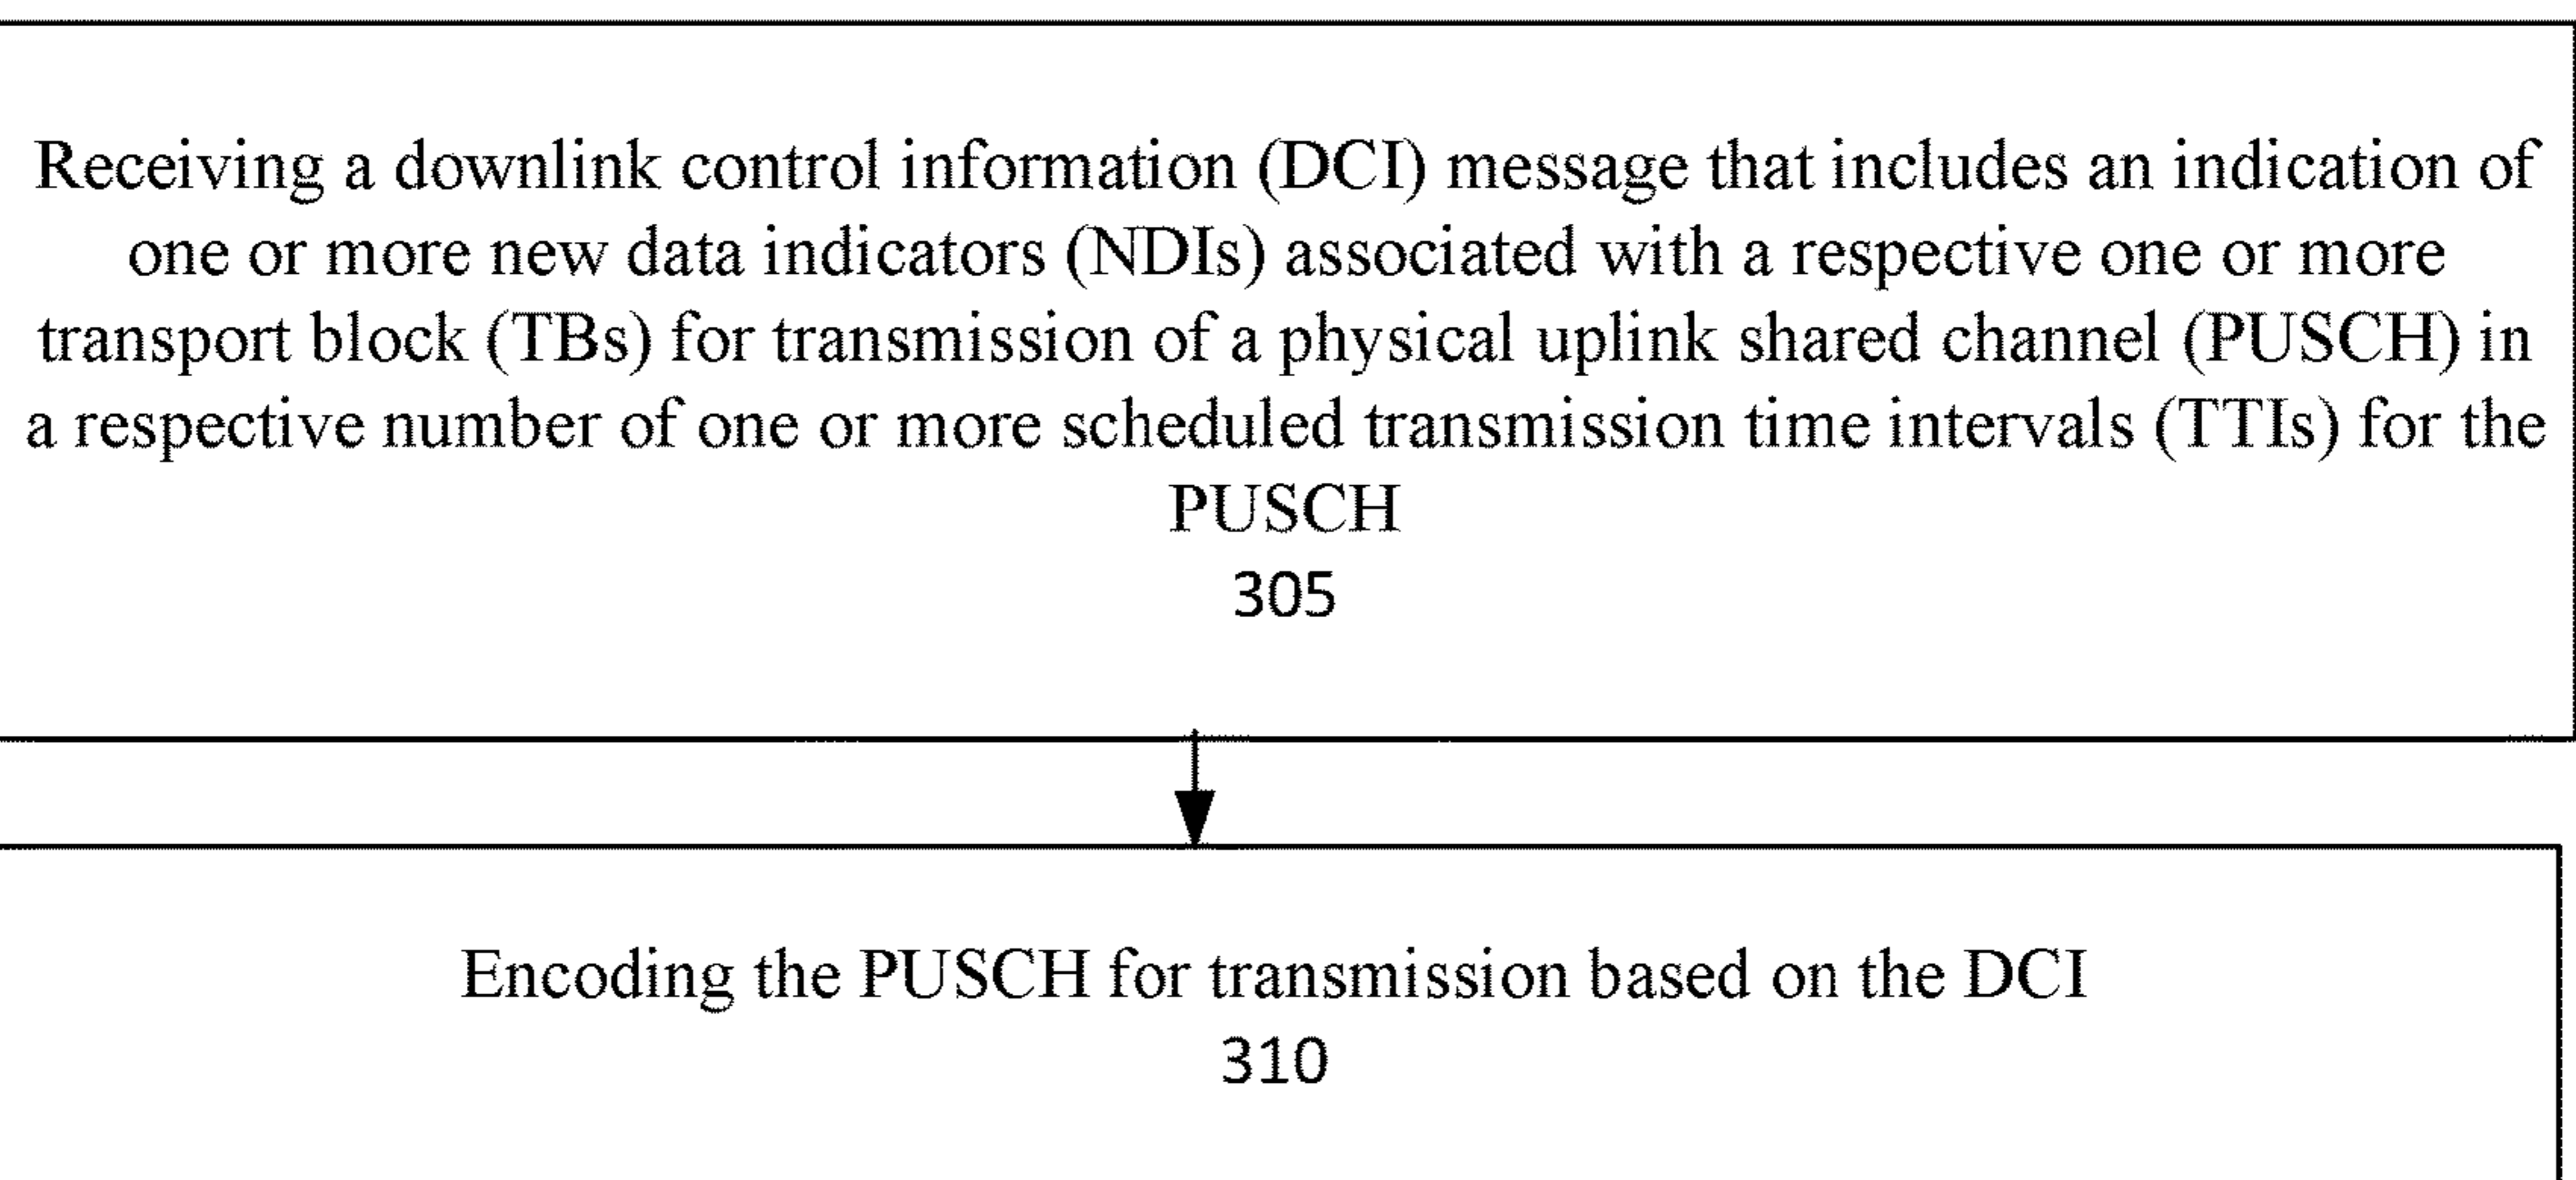 Receiving a downlink control information (DCI) message that includes an indication of
one or more new data indicators (NDIs) associated with a respective one or more
transport block (TBs) for transmission of a physical uplink shared channel (PUSCH) in
a respective number of one or more scheduled transmission time intervals (TTIs) for the
PUSCH
305
Encoding the PUSCH for transmission based on the DCI
310